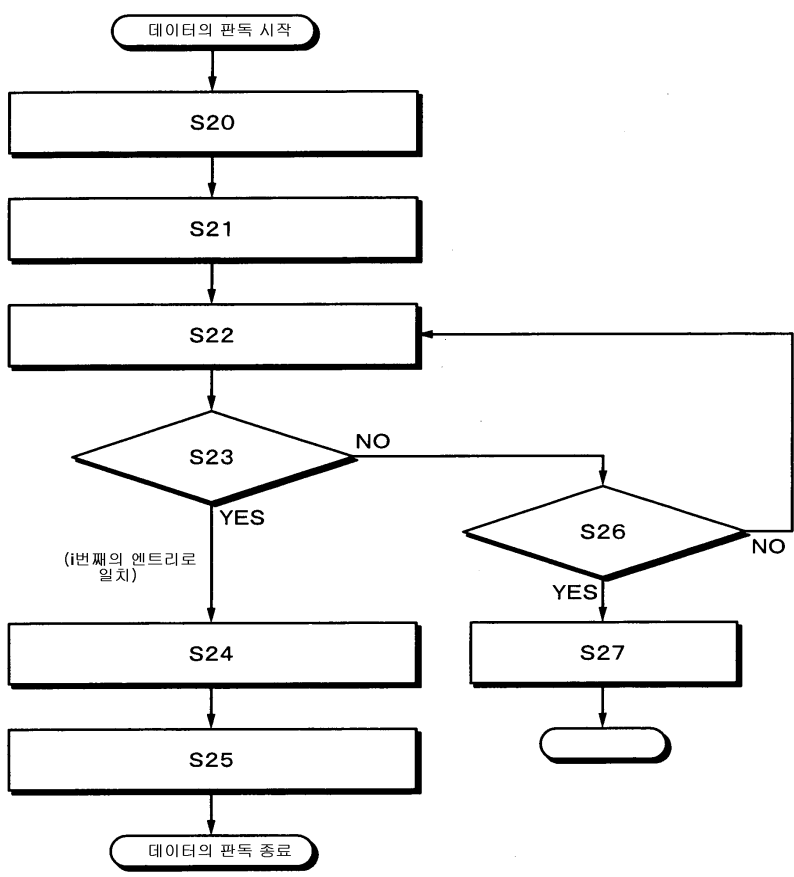 데이터의 판독 시작
S20
S21
S22
S23
NO
YES
(i번째의 엔트리로
일치)
S26
NO
YES
S24
S27
S25
데이터의 판독 종료